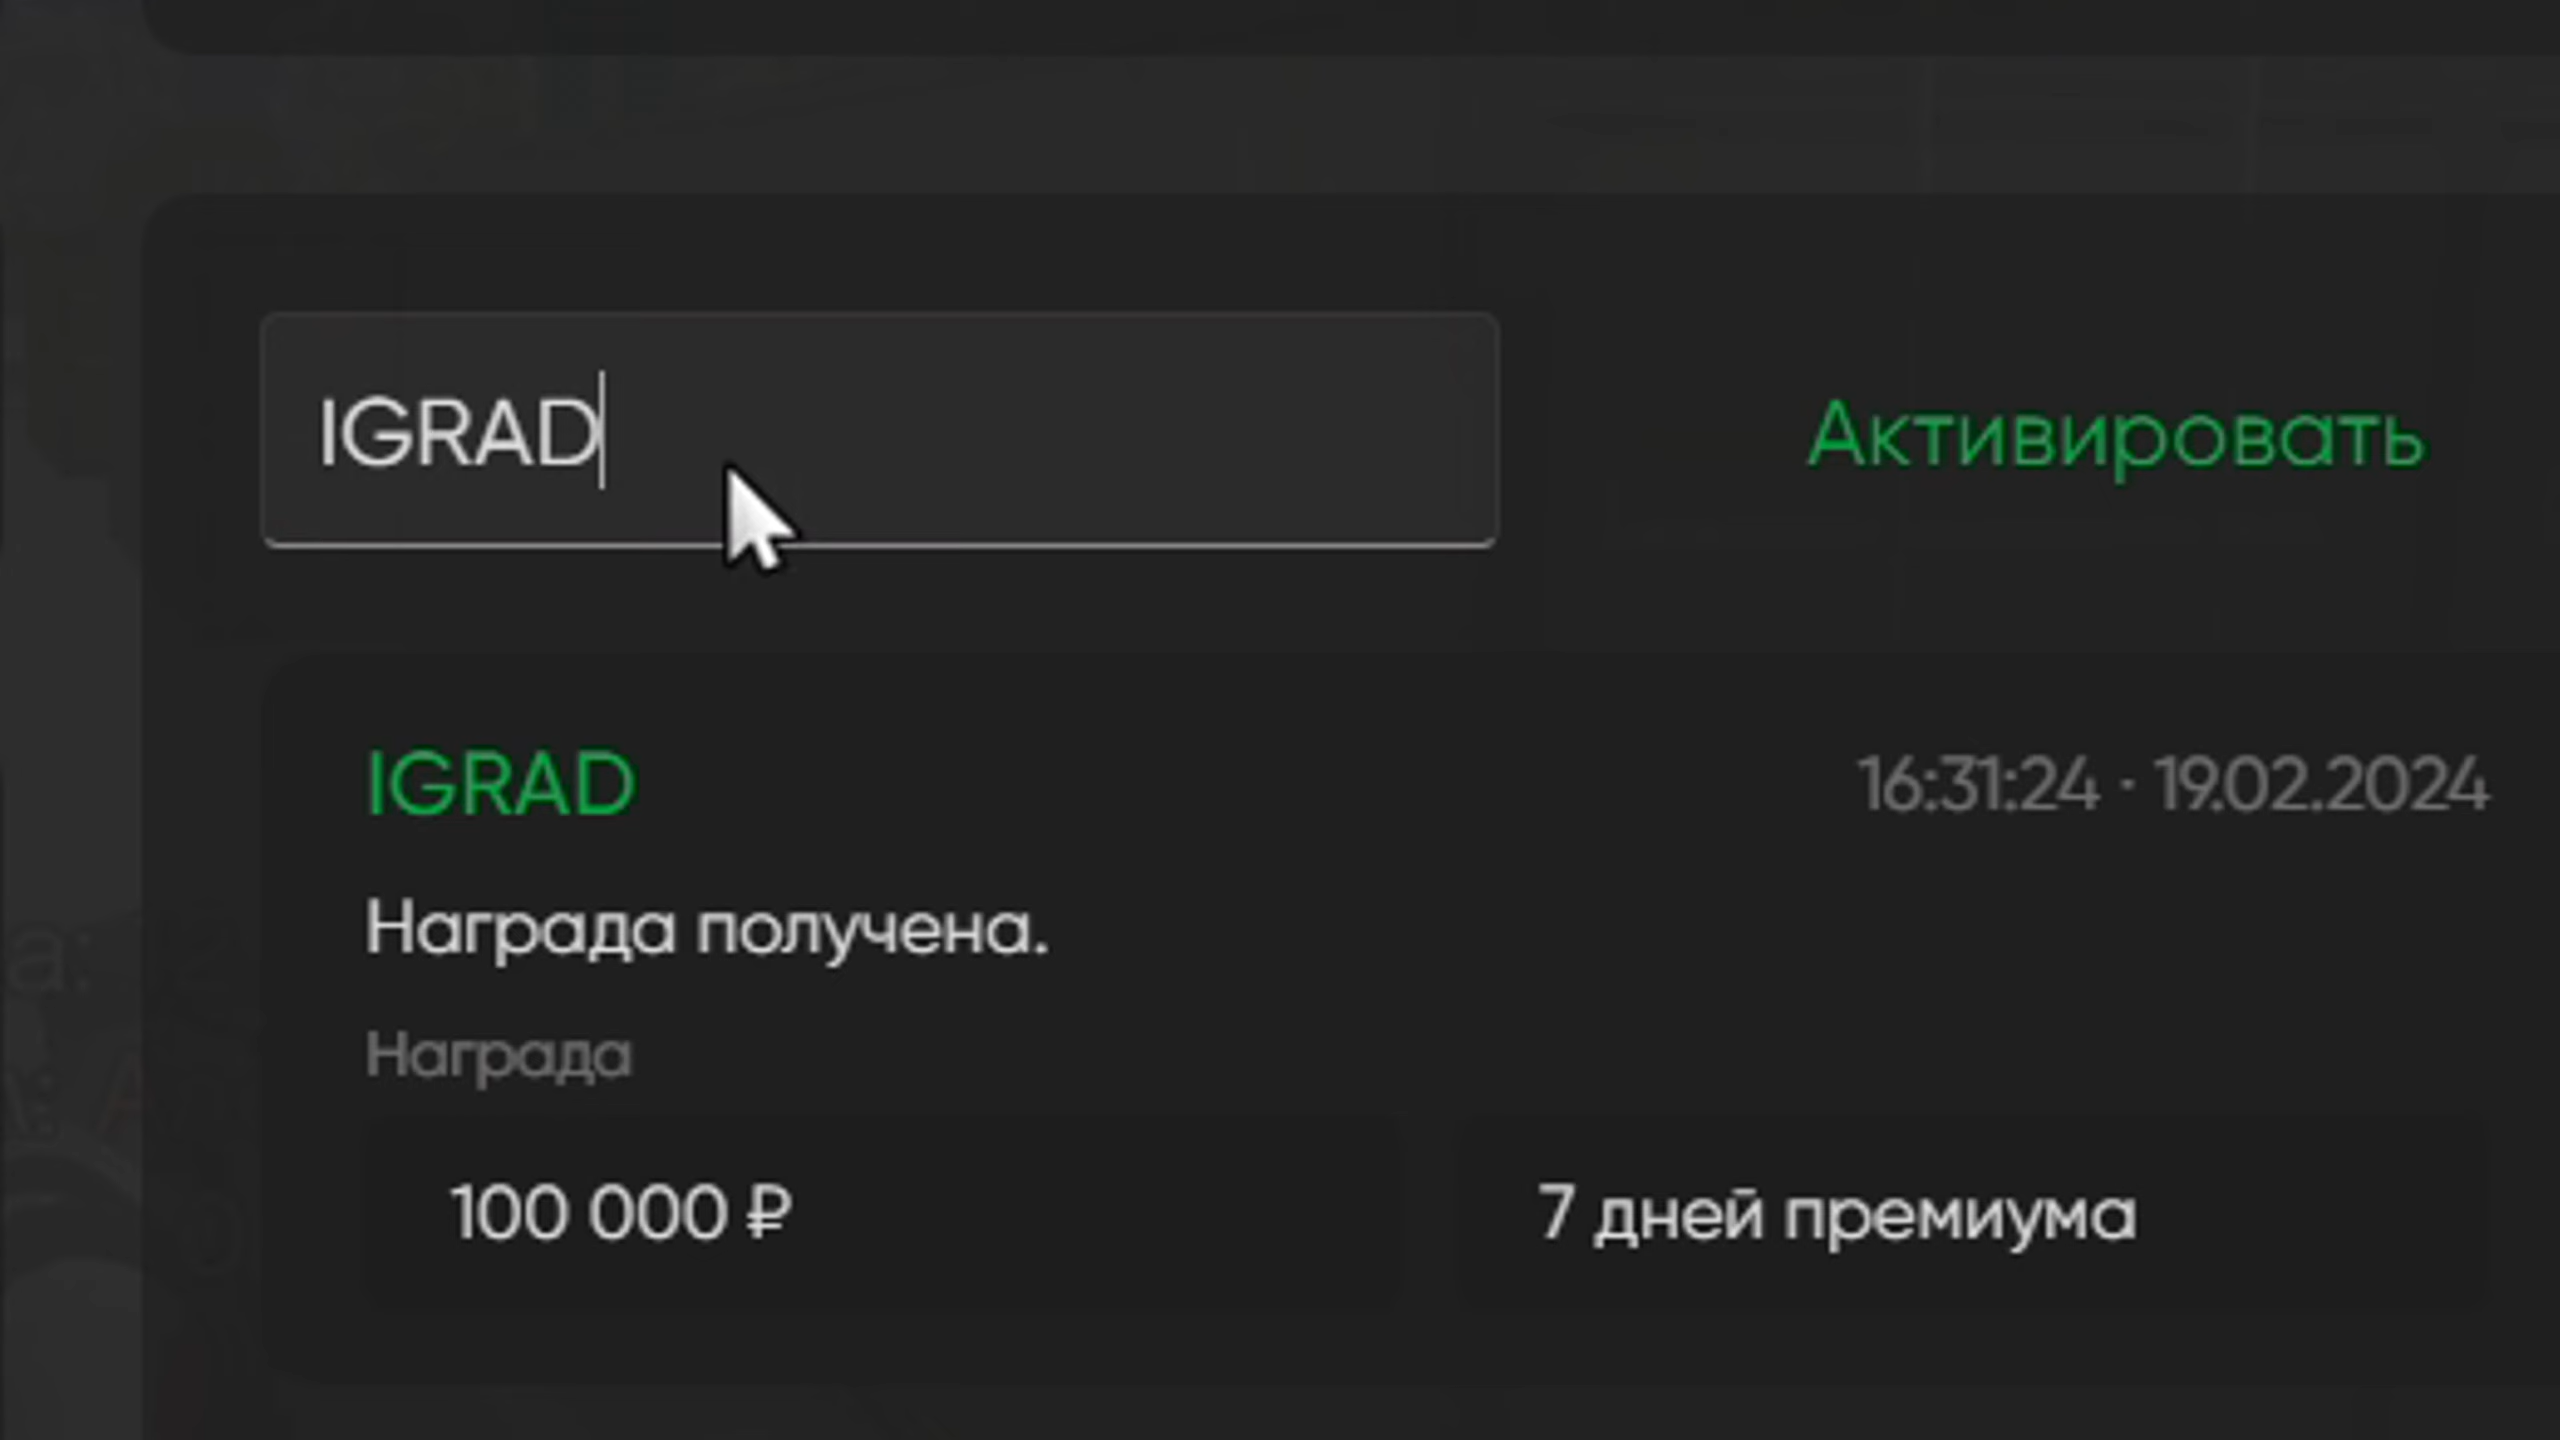 IGRAD
Активировать
IGRAD
16:31:24 · 19.02.2024
Награда получена.
Награда
100 000 ₽
7 дней премиума